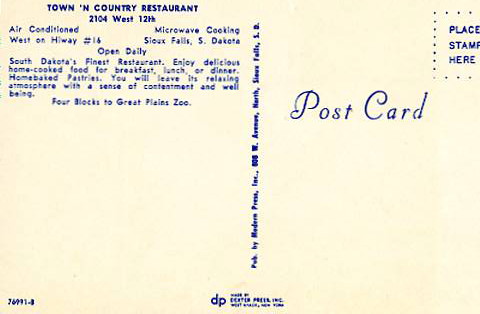 TOWN 'N COUNTRY RESTAURANT
2104 West 12th
Air Conditioned Microwave Cooking
West on Hiway #16 Sioux Falls, S. Dakota
Open Daily
South Dakota's Finest Restaurant. Enjoy delicious
home-cooked food for breakfast, lunch, or dinner.
Homebaked Pastries. You will leave its relaxing
atmosphere with a sense of contentment and well
being.
Four Blocks to Great Plains Zoo.
Pub. by Modern Press, Inc., 808 W. Avenue, North, Sioux Falls, S. D.
Post Card
PLACE
STAMP
HERE
76991-B
dp MADE BY
DEXTER PRESS, INC.
WEST NYACK, NEW YORK